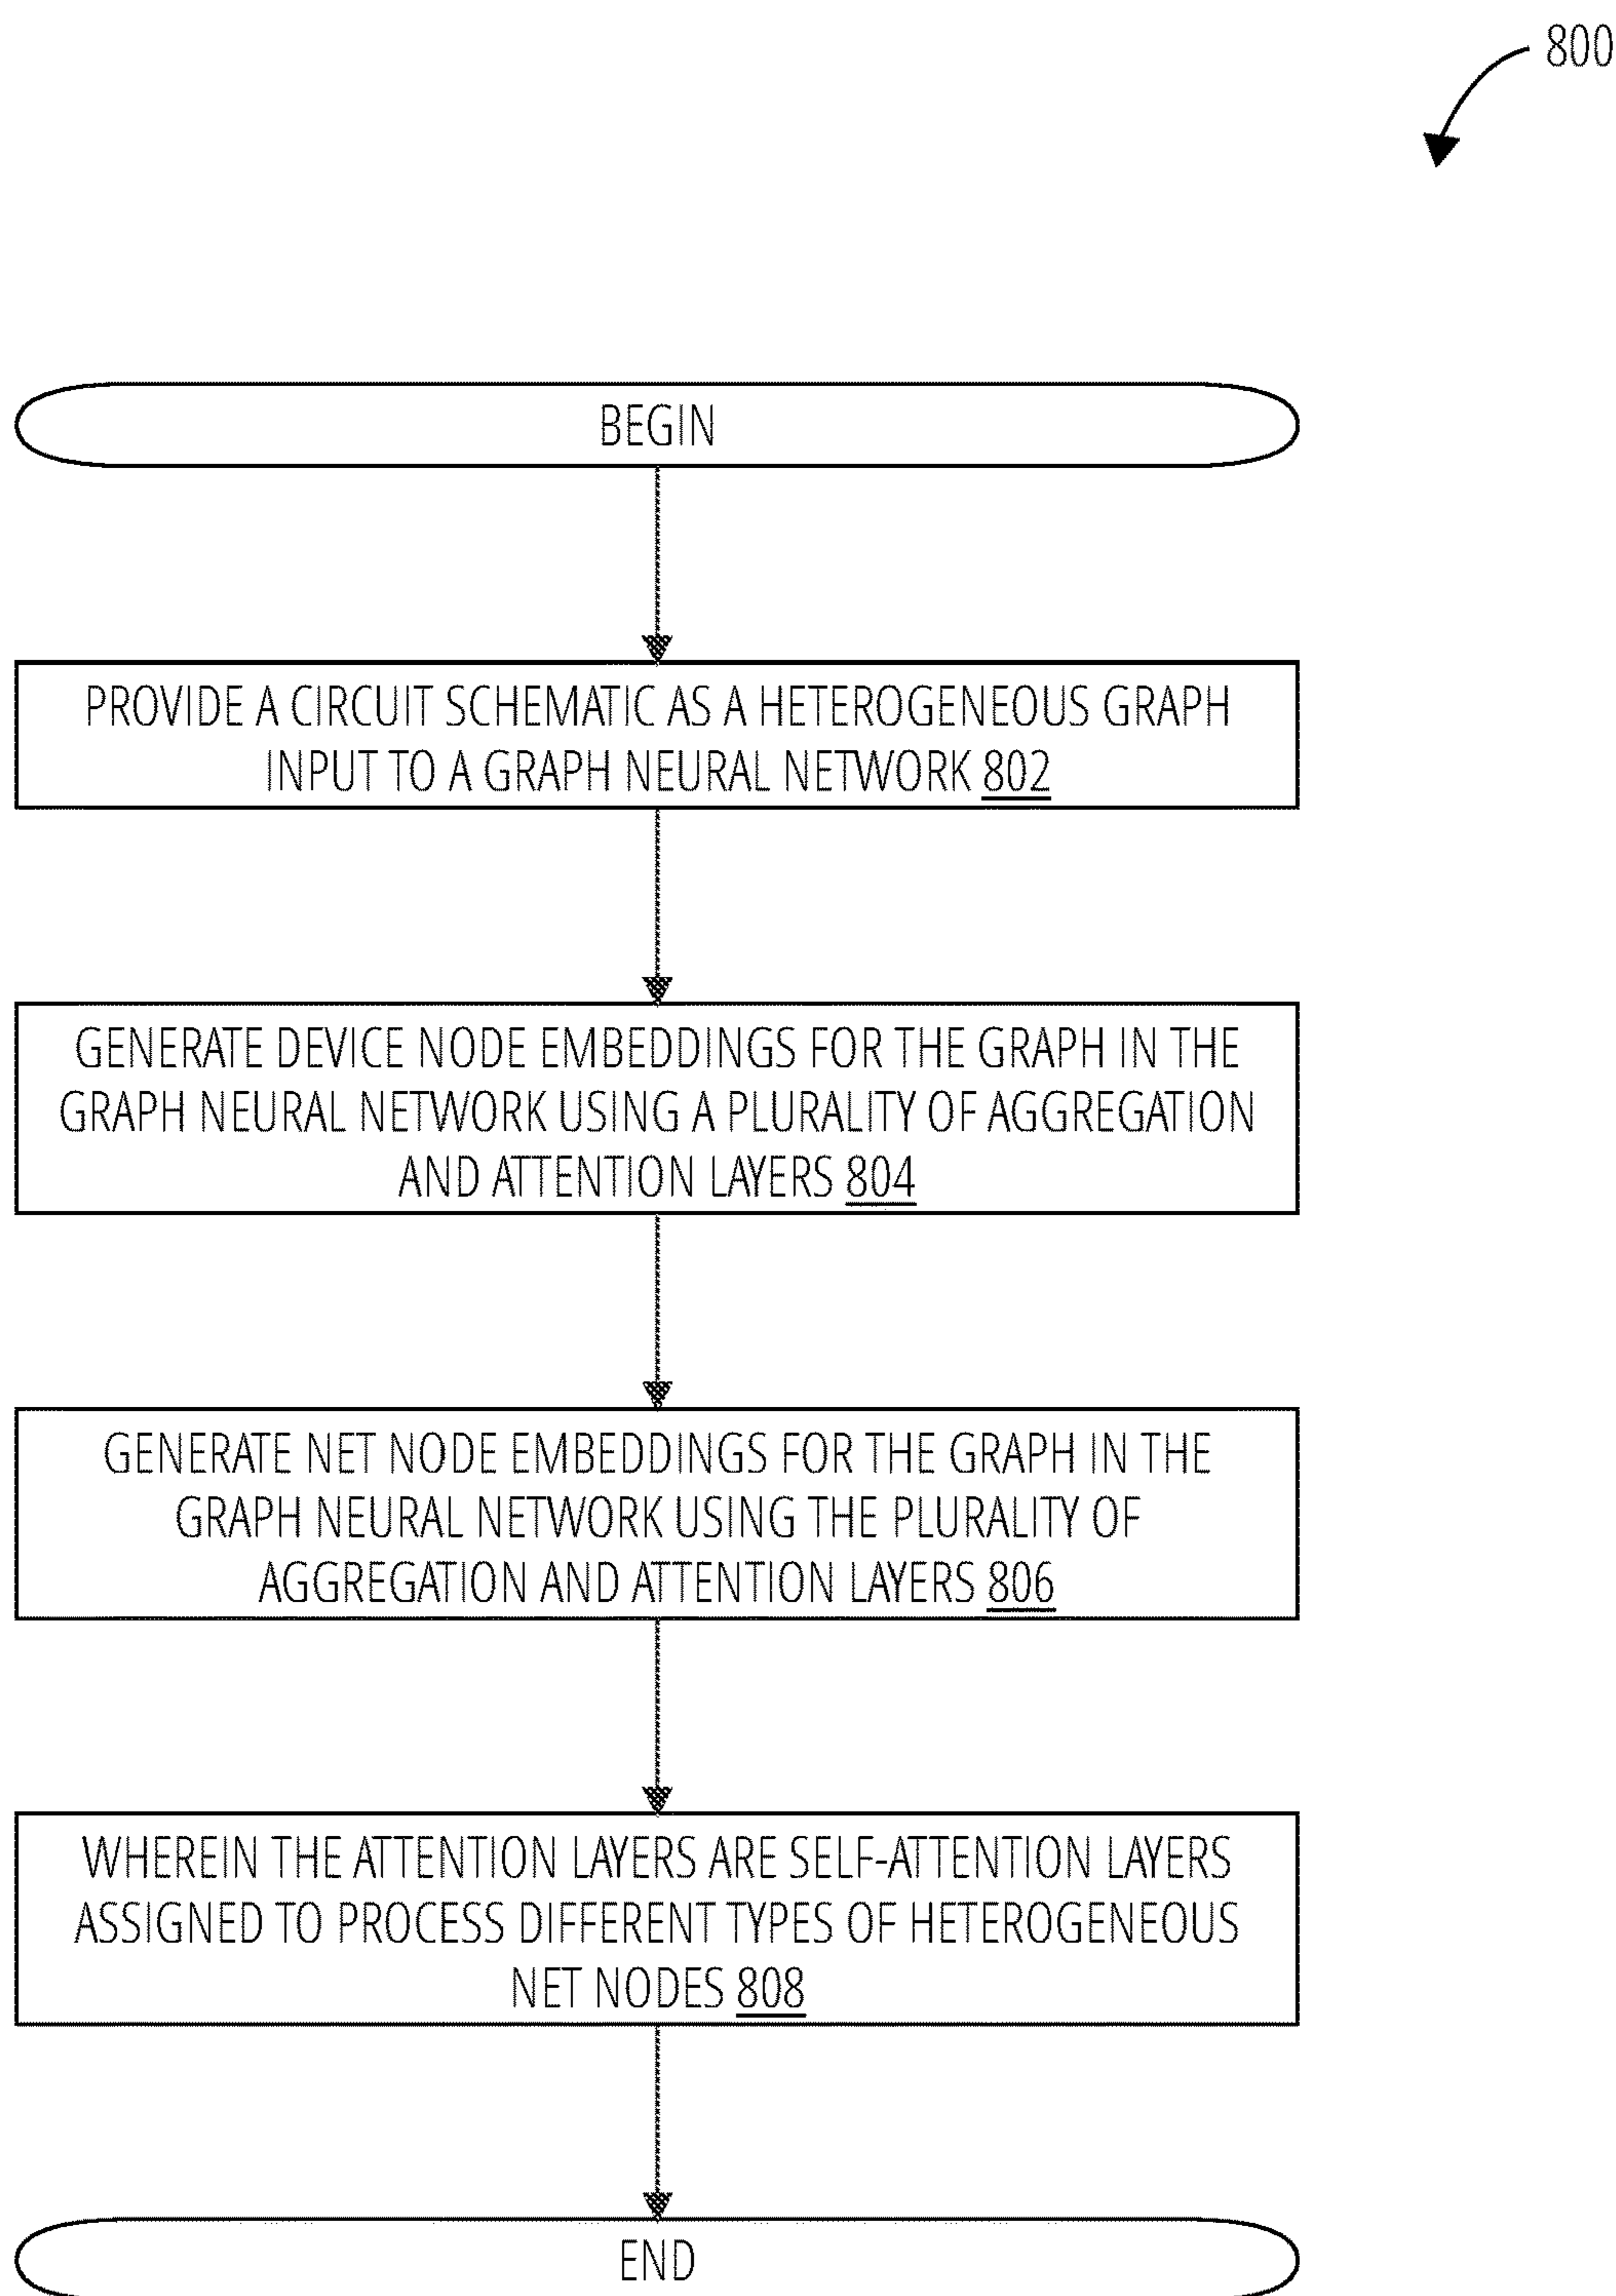 800
BEGIN
PROVIDE A CIRCUIT SCHEMATIC AS A HETEROGENEOUS GRAPH
INPUT TO A GRAPH NEURAL NETWORK 802
GENERATE DEVICE NODE EMBEDDINGS FOR THE GRAPH IN THE
GRAPH NEURAL NETWORK USING A PLURALITY OF AGGREGATION
AND ATTENTION LAYERS 804
GENERATE NET NODE EMBEDDINGS FOR THE GRAPH IN THE
GRAPH NEURAL NETWORK USING THE PLURALITY OF
AGGREGATION AND ATTENTION LAYERS 806
WHEREIN THE ATTENTION LAYERS ARE SELF-ATTENTION LAYERS
ASSIGNED TO PROCESS DIFFERENT TYPES OF HETEROGENEOUS
NET NODES 808
END